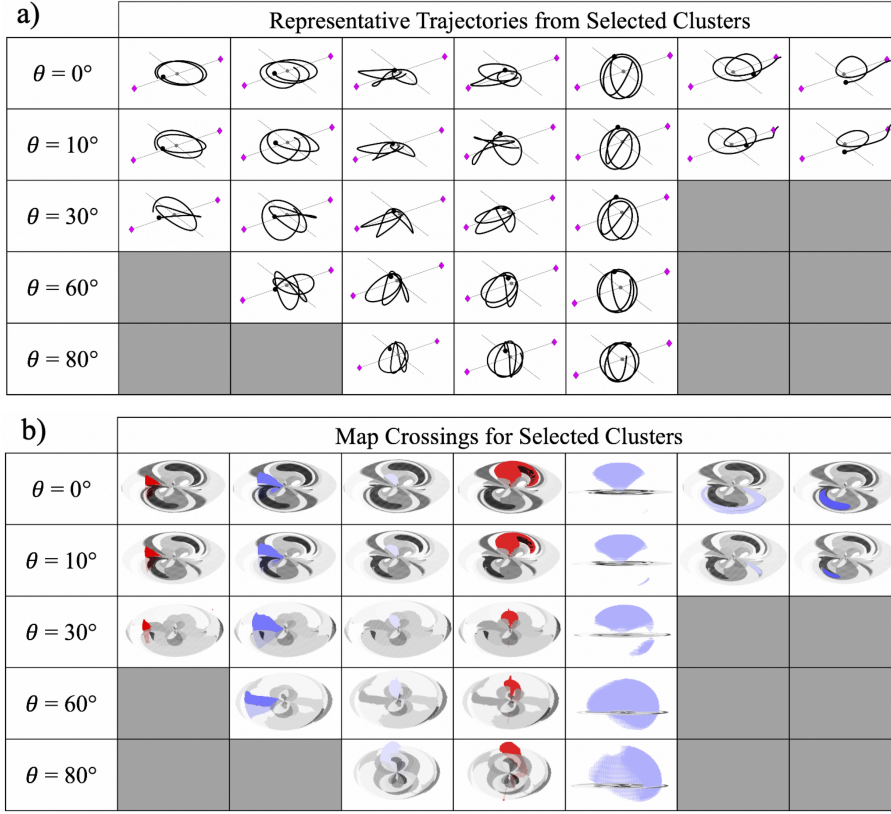 a)
Representative Trajectories from Selected Clusters
θ = 0°
θ = 10°
θ = 30°
θ = 60°
θ = 80°
b)
Map Crossings for Selected Clusters
θ = 0°
θ = 10°
θ = 30°
θ = 60°
θ = 80°